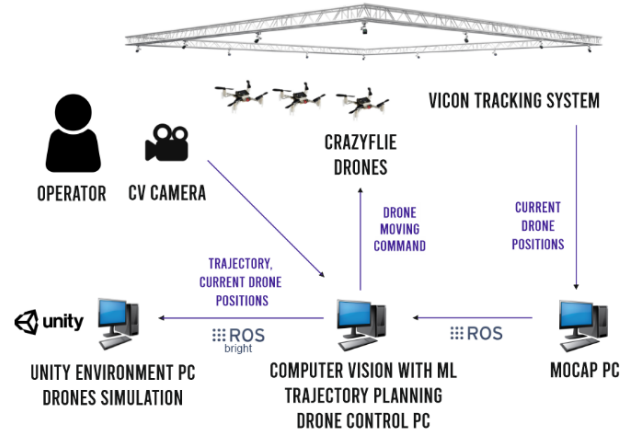 VICON TRACKING SYSTEM
CRAZYFLIE
DRONES
OPERATOR
CV CAMERA
DRONE
MOVING
COMMAND
CURRENT
DRONE
POSITIONS
TRAJECTORY,
CURRENT DRONE
POSITIONS
unity
ROS
bright
ROS
UNITY ENVIRONMENT PC
DRONES SIMULATION
COMPUTER VISION WITH ML
TRAJECTORY PLANNING
DRONE CONTROL PC
MOCAP PC